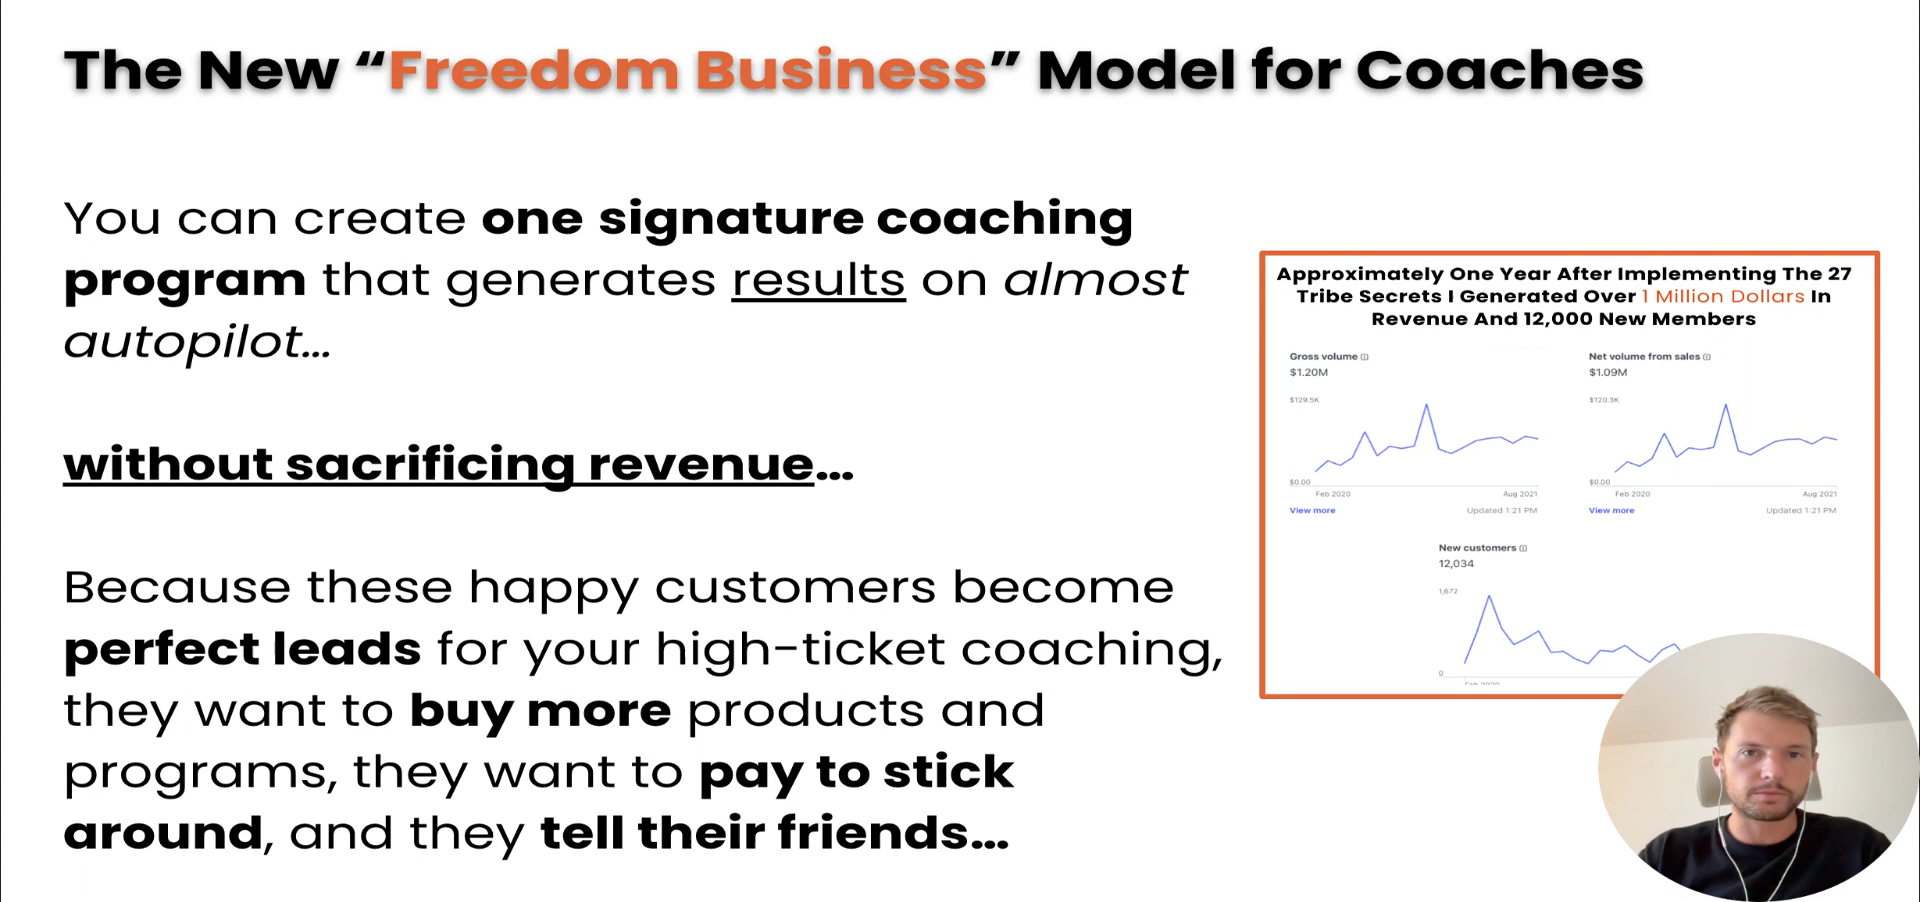 The New “Freedom Business” Model for Coaches
You can create one signature coaching
program that generates results on almost
autopilot...
without sacrificing revenue...
Because these happy customers become
perfect leads for your high-ticket coaching,
they want to buy more products and
programs, they want to pay to stick
around, and they tell their friends...
Approximately One Year After Implementing The 27
Tribe Secrets I Generated Over 1 Million Dollars In
Revenue And 12,000 New Members
Gross volume
$1.20M
$129.5K
$0.00
Feb 2020 Aug 2021
View more Updated 1:21 PM
Net volume from sales
$1.09M
$120.3K
$0.00
Feb 2020 Aug 2021
View more Updated 1:21 PM
New customers
12,034
1,672
0